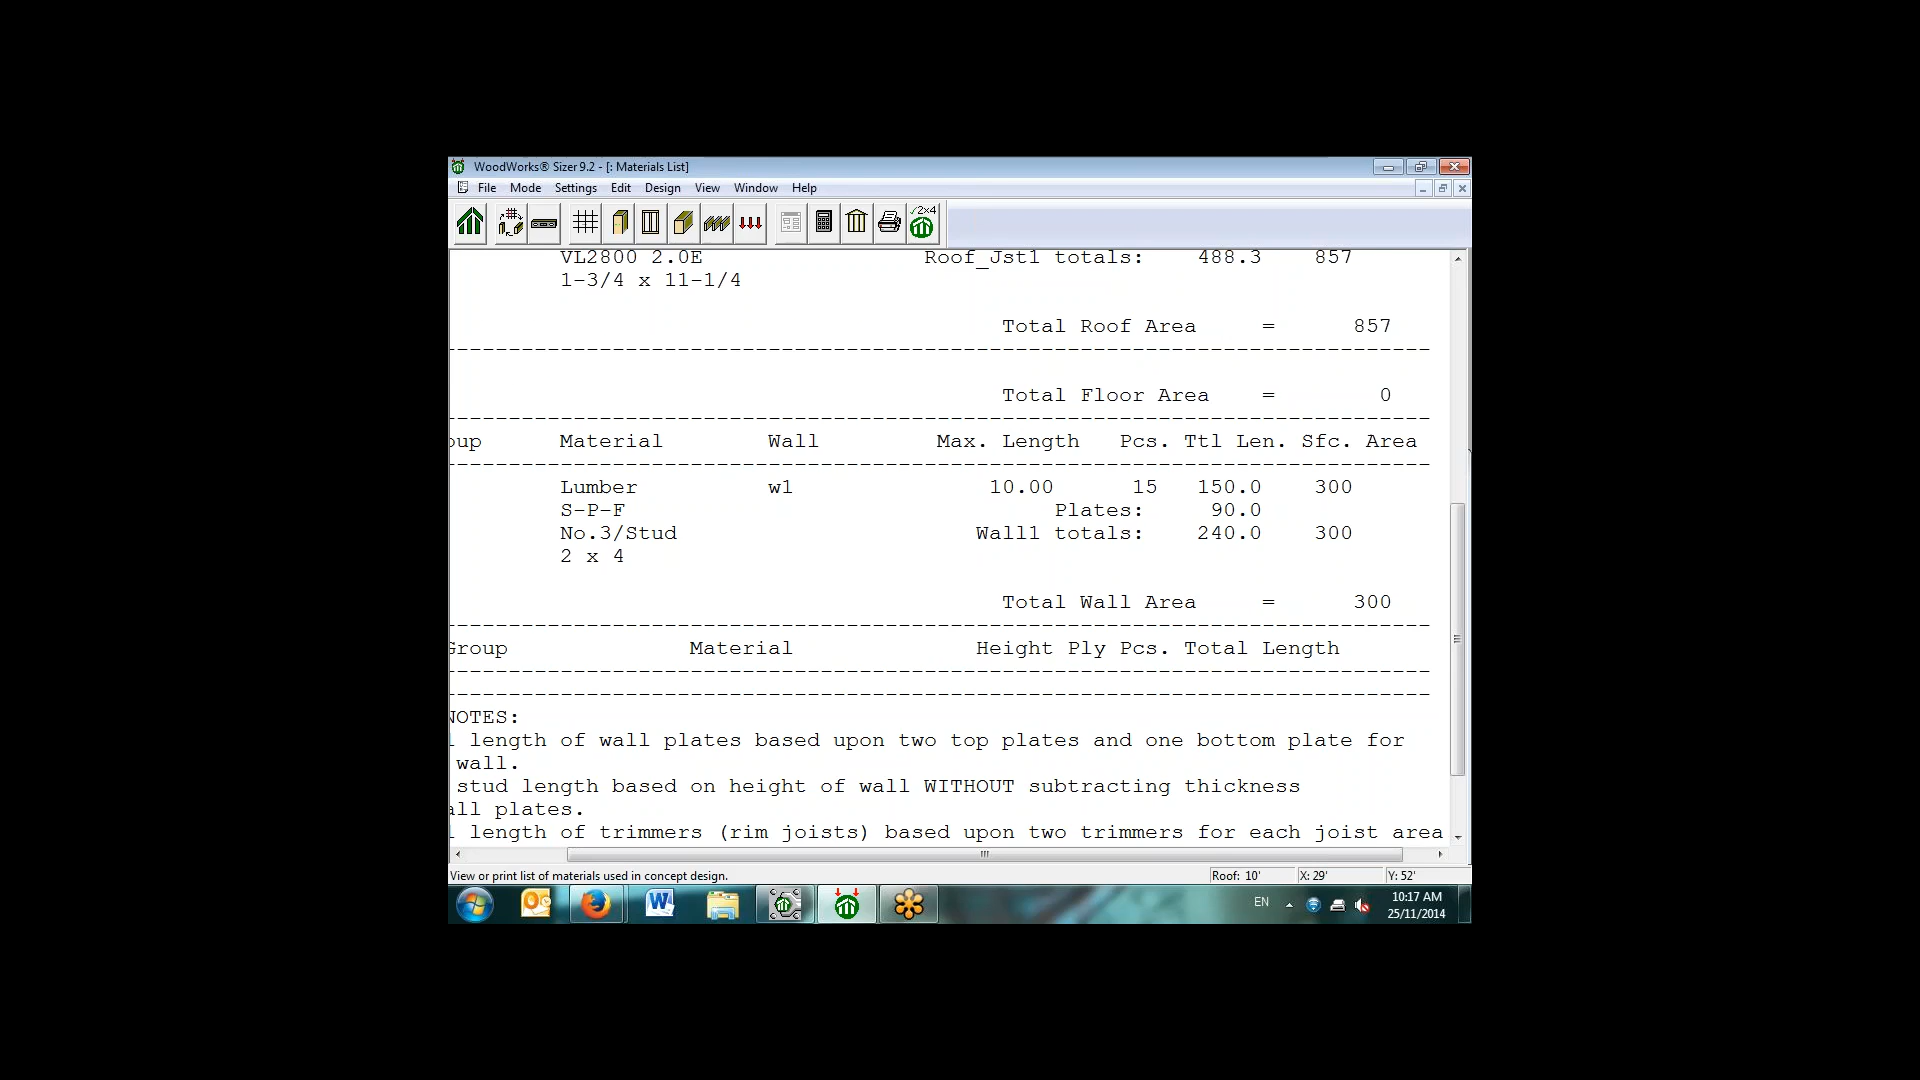 WoodWorks® Sizer 9.2 - [: Materials List]
File Mode Settings Edit Design View Window Help
✓2x4
VL2800 2.0E Roof_Jst1 totals: 488.3 857
1-3/4 x 11-1/4
Total Roof Area = 857
Total Floor Area = 0
oup Material Wall Max. Length Pcs. Ttl Len. Sfc. Area
Lumber w1 10.00 15 150.0 300
S-P-F Plates: 90.0
No.3/Stud Wall1 totals: 240.0 300
2 x 4
Total Wall Area = 300
Group Material Height Ply Pcs. Total Length
NOTES:
l length of wall plates based upon two top plates and one bottom plate for
wall.
stud length based on height of wall WITHOUT subtracting thickness
all plates.
l length of trimmers (rim joists) based upon two trimmers for each joist area
View or print list of materials used in concept design. Roof: 10' X: 29' Y: 52'
EN 10:17 AM
25/11/2014